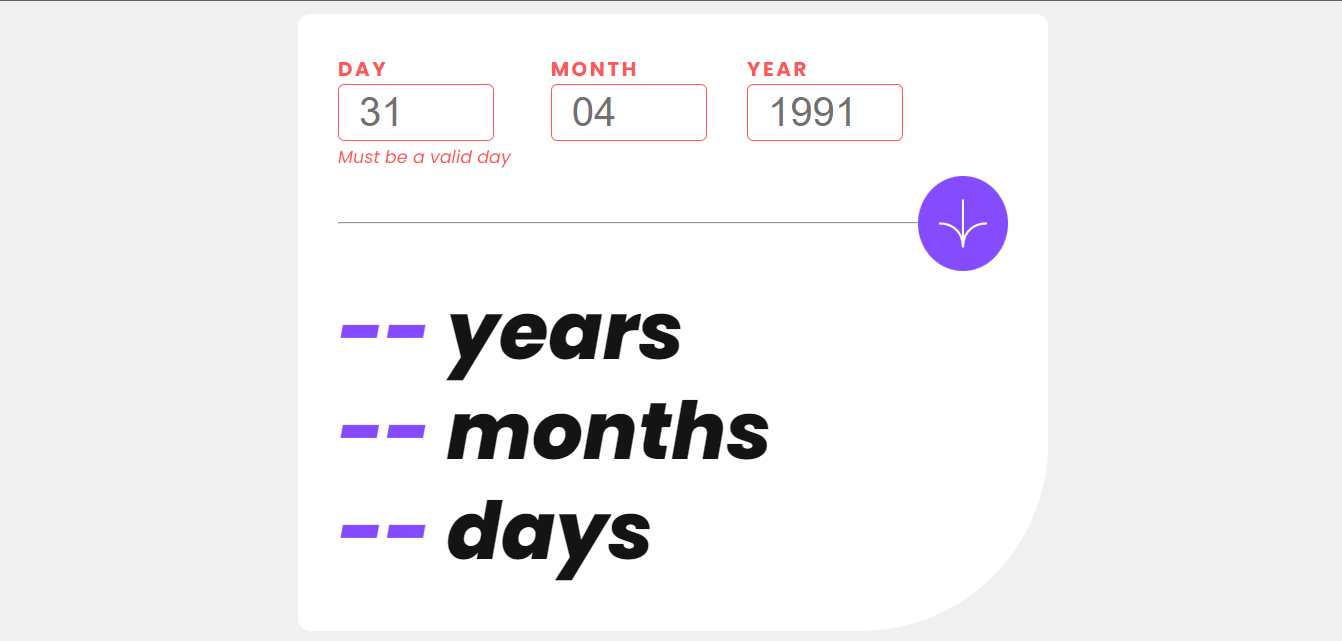 DAY MONTH YEAR
31 04 1991
Must be a valid day
-- years
-- months
-- days